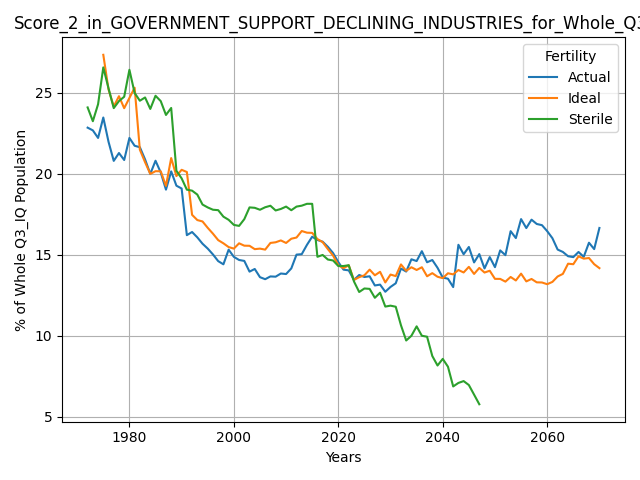 Score_2_in_GOVERNMENT_SUPPORT_DECLINING_INDUSTRIES_for_Whole_Q3
Fertility
Actual
Ideal
Sterile
% of Whole Q3_IQ Population
25
20
15
10
5
1980 2000 2020 2040 2060
Years